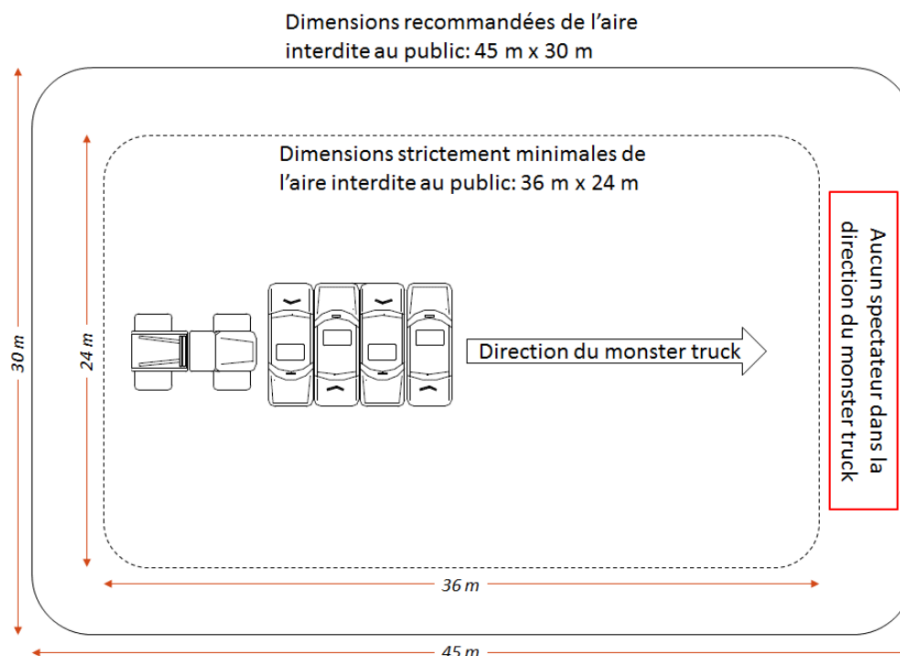 Dimensions recommandées de l'aire
interdite au public: 45 m x 30 m
Dimensions strictement minimales de
l'aire interdite au public: 36 m x 24 m
30 m
24 m
Direction du monster truck
Aucun spectateur dans la
direction du monster truck
36 m
45 m